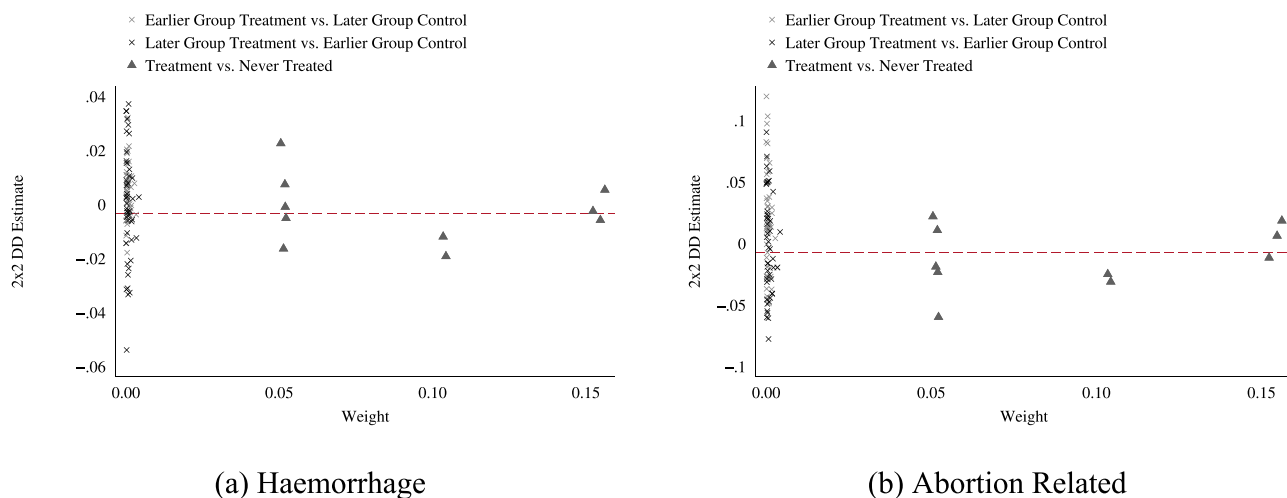 Earlier Group Treatment vs. Later Group Control
Later Group Treatment vs. Earlier Group Control
Treatment vs. Never Treated
.04
.02
0
−.02
−.04
−.06
2x2 DD Estimate
0.00 0.05 0.10 0.15
Weight
(a) Haemorrhage
Earlier Group Treatment vs. Later Group Control
Later Group Treatment vs. Earlier Group Control
Treatment vs. Never Treated
.1
.05
0
−.05
−.1
2x2 DD Estimate
0.00 0.05 0.10 0.15
Weight
(b) Abortion Related